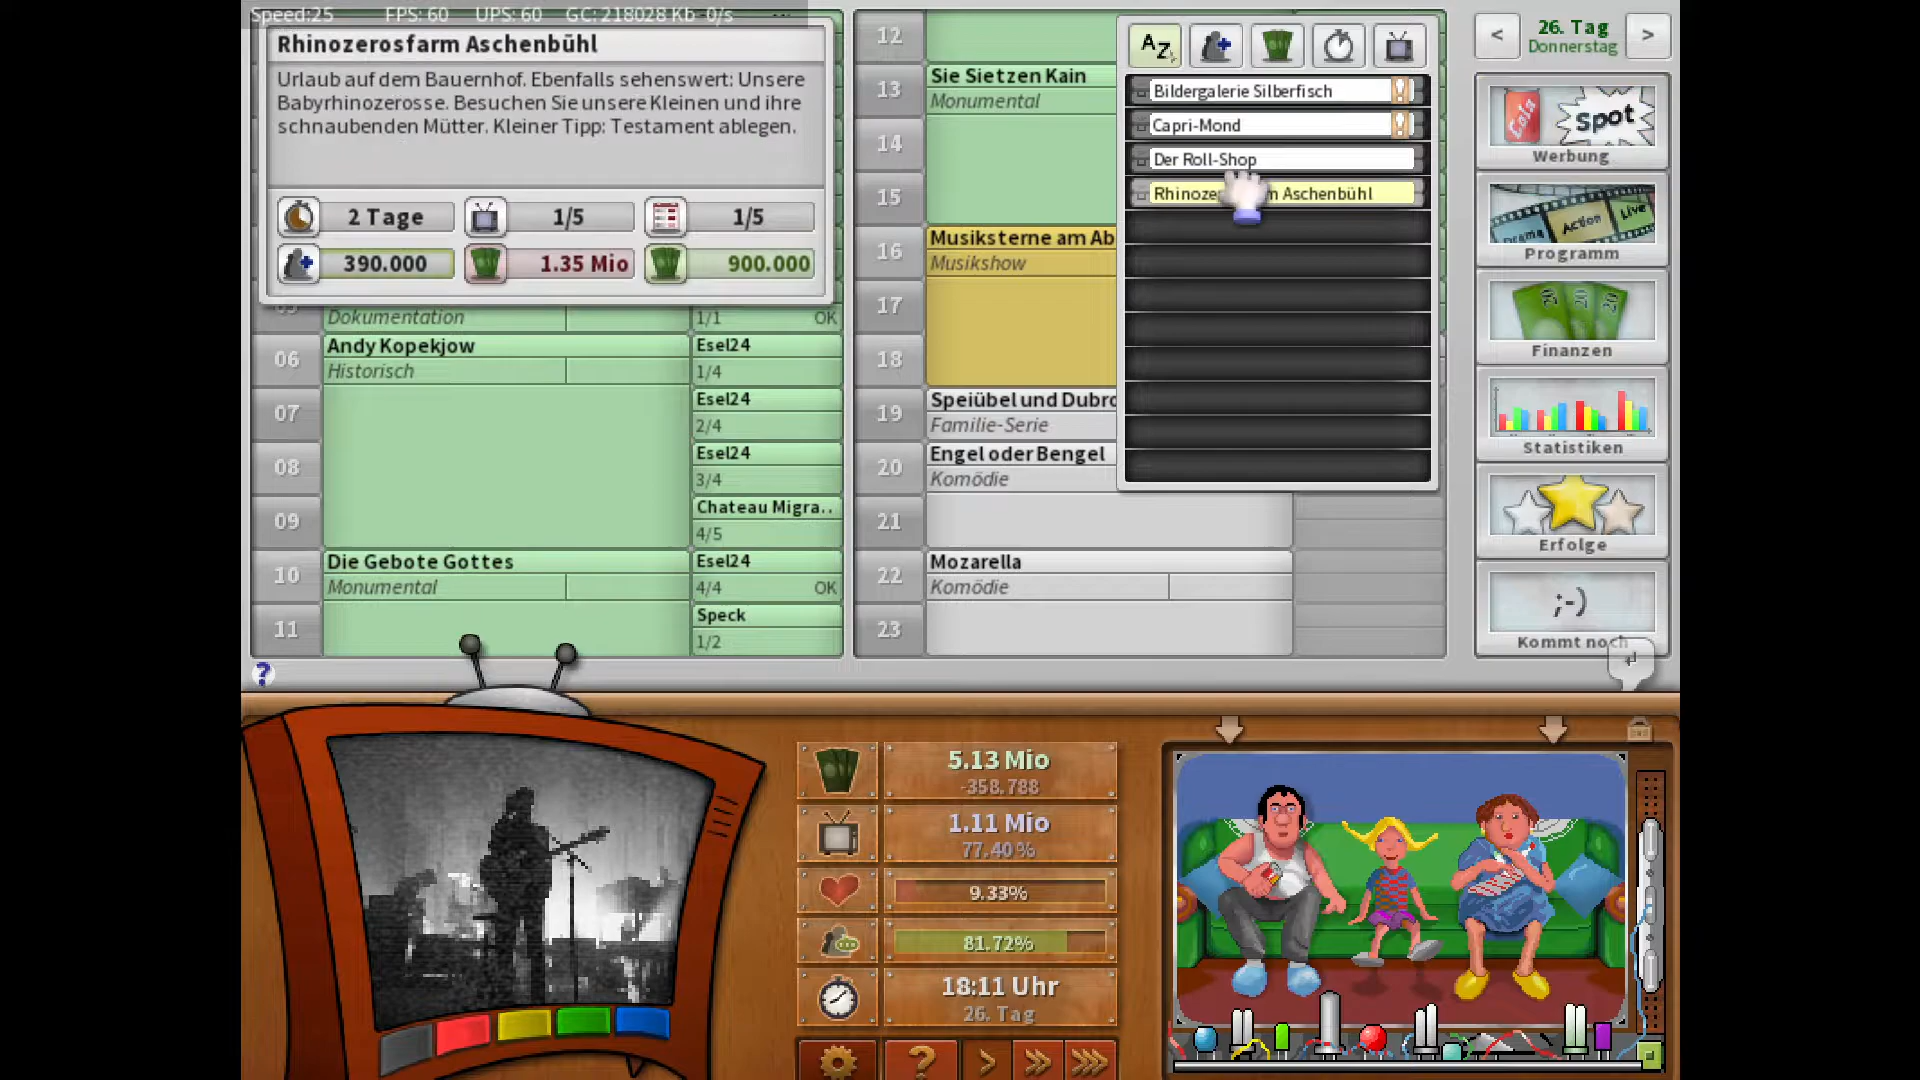 Speed:25 FPS: 60 UPS: 60 GC: 218028 Kb -0/s
Rhinozerosfarm Aschenbühl
Urlaub auf dem Bauernhof. Ebenfalls sehenswert: Unsere
Babyrhinozerosse. Besuchen Sie unsere Kleinen und ihre
schnaubenden Mütter. Kleiner Tipp: Testament ablegen.
2 Tage 1/5 1/5
390.000 1.35 Mio 900.000
Dokumentation 1/1 OK
06 Andy Kopekjow Esel24
Historisch 1/4
07 Esel24
2/4
08 Esel24
3/4
09 Chateau Migra..
4/5
10 Die Gebote Gottes Esel24
Monumental 4/4 OK
11 Speck
1/2
?
12
13 Sie Sietzen Kain
Monumental
14
15
16 Musiksterne am Ab
Musikshow
17
18
19 Speiübel und Dubro
Familie-Serie
20 Engel oder Bengel
Komödie
21
22 Mozarella
Komödie
23
AZ
Bildergalerie Silberfisch
Capri-Mond
Der Roll-Shop
Rhinoze m Aschenbühl
< 26. Tag >
Donnerstag
Cola Spot
Werbung
Drama Action Live
Programm
20 20 20
Finanzen
Statistiken
Erfolge
;-)
Kommt noch
5.13 Mio
-358.788
1.11 Mio
77.40 %
9.33%
81.72%
18:11 Uhr
26. Tag
?